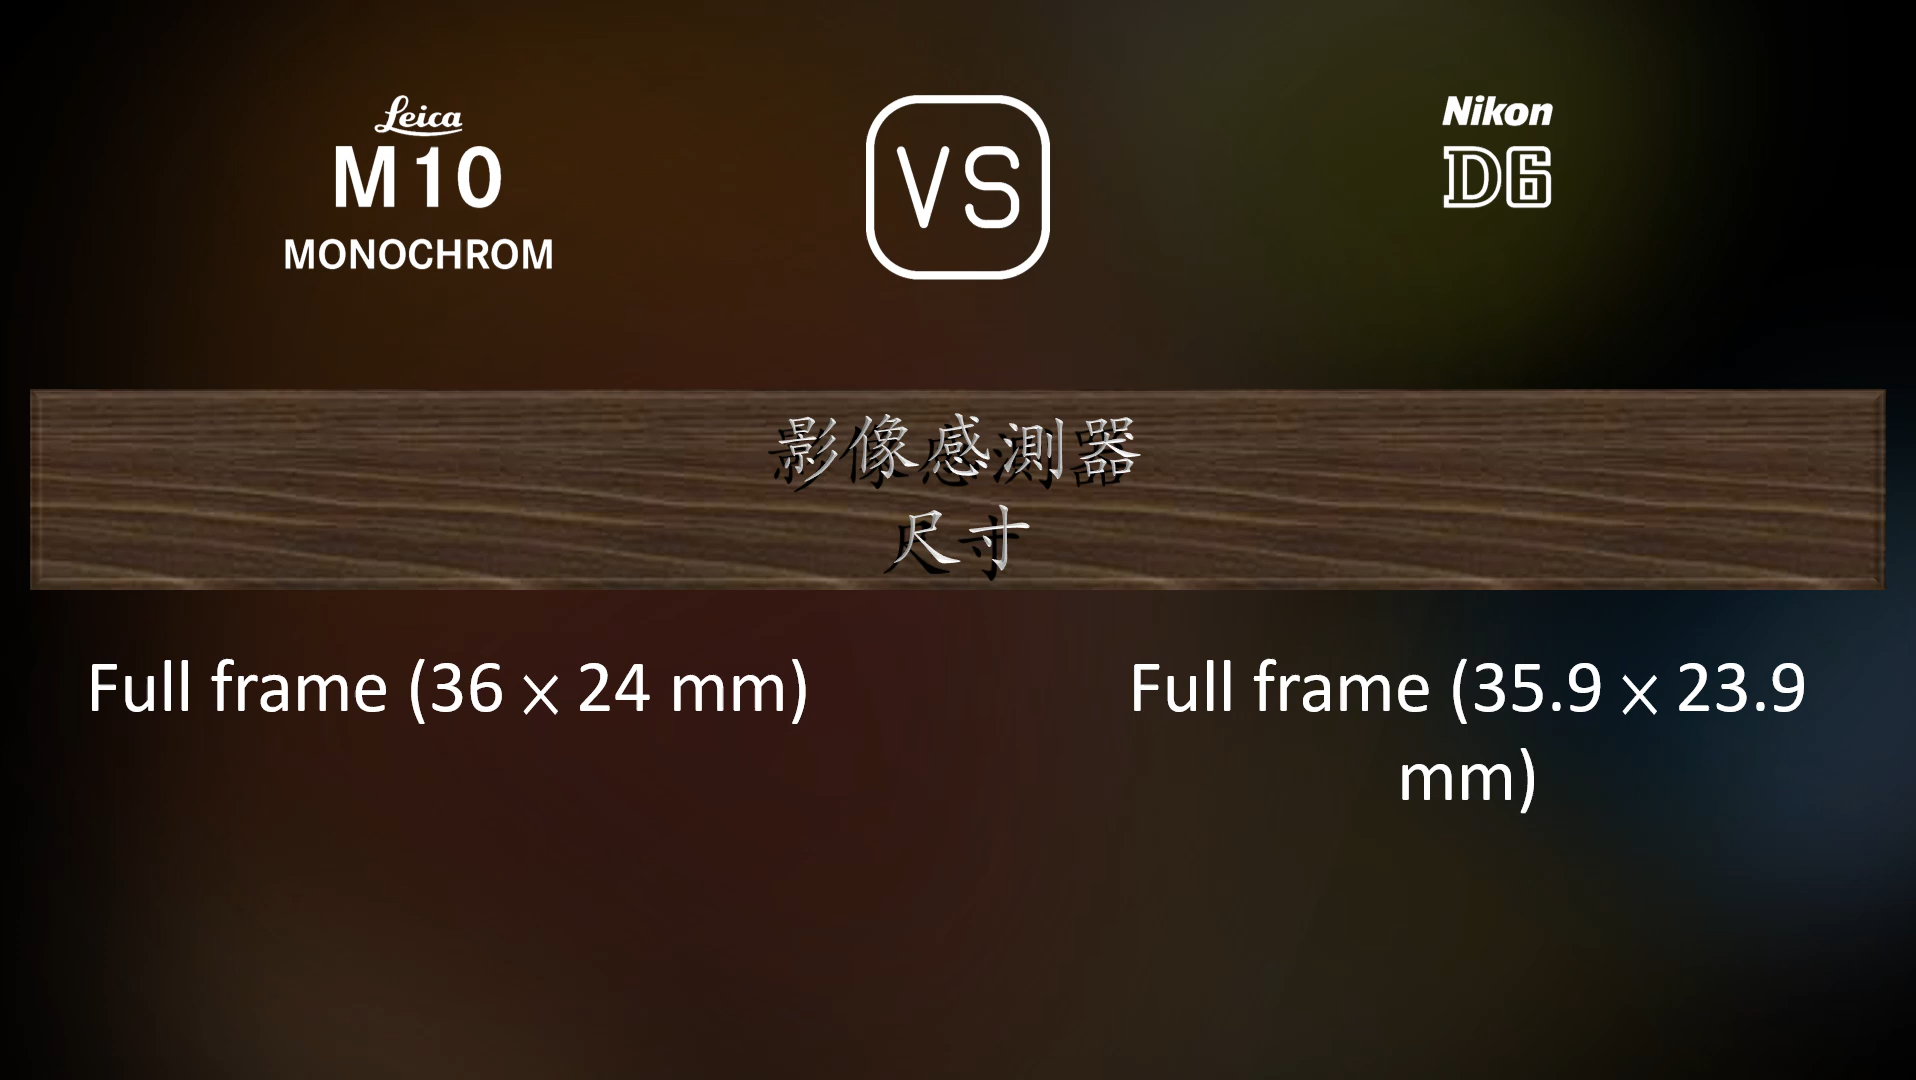 Leica
M10
MONOCHROM
VS
Nikon
D6
影像感測器
尺寸
Full frame (36 x 24 mm)
Full frame (35.9 x 23.9
mm)